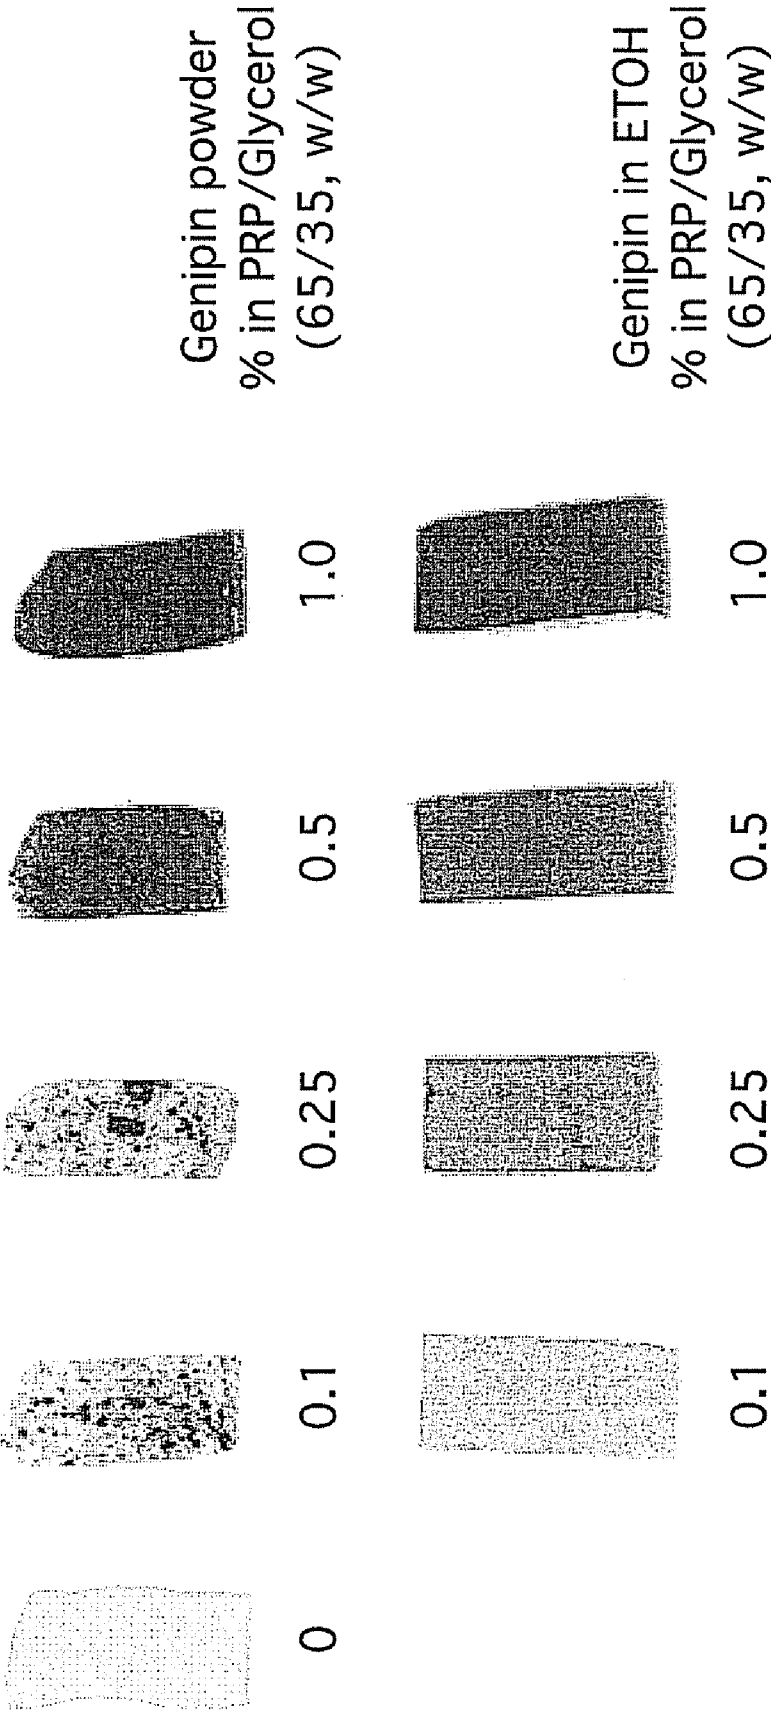 0 0.1 0.25 0.5 1.0
Genipin powder
% in PRP/Glycerol
(65/35, w/w)
0.1 0.25 0.5 1.0
Genipin in ETOH
% in PRP/Glycerol
(65/35, w/w)